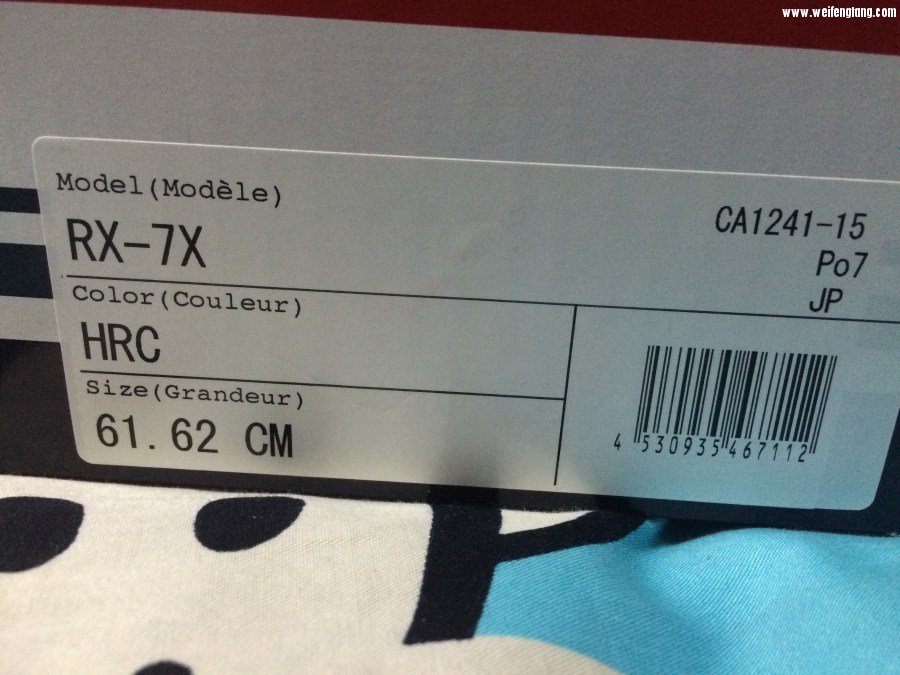 www.weifengtang.com
Model(Modèle)
RX-7X
CA1241-15
Po7
JP
Color(Couleur)
HRC
Size(Grandeur)
61.62 CM
4 530935 467112